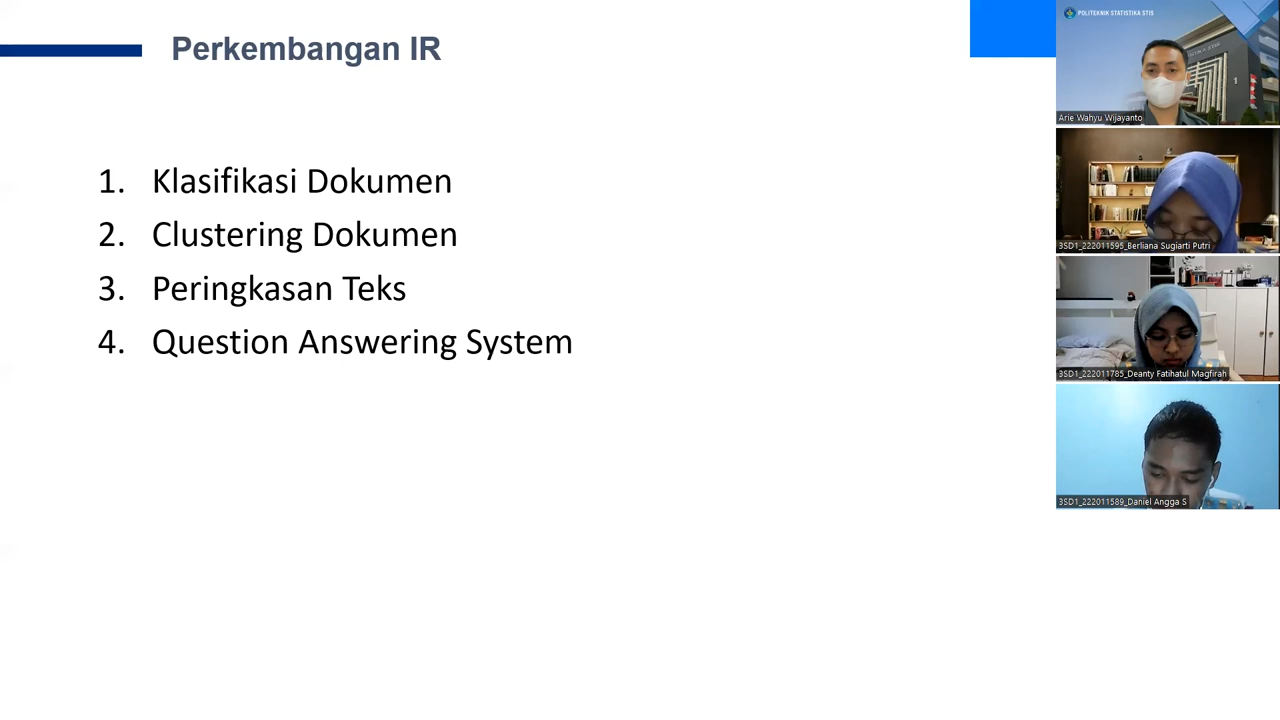 Perkembangan IR
1. Klasifikasi Dokumen
2. Clustering Dokumen
3. Peringkasan Teks
4. Question Answering System
POLITEKNIK STATISTIKA STIS
Arie Wahyu Wijayanto
3SD1_222011595_Berliana Sugiarti Putri
3SD1_222011785_Deanty Fatihatul Magfirah
3SD1_222011589_Daniel Angga S